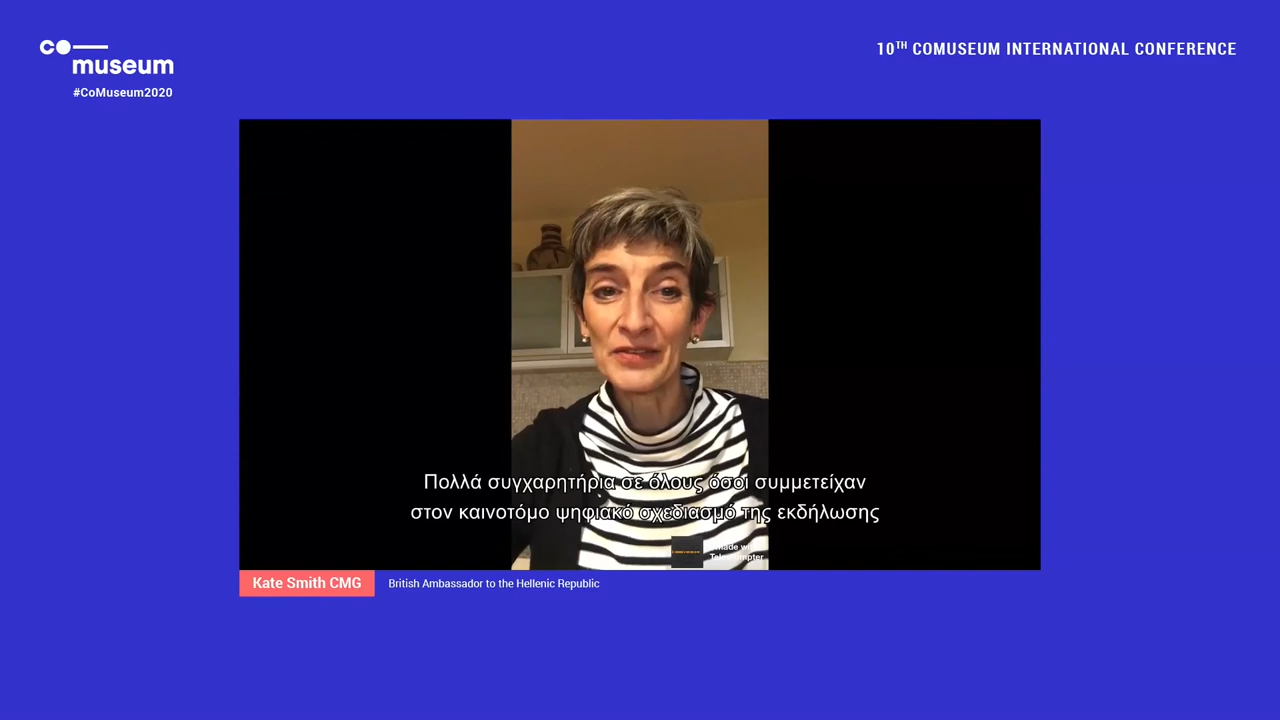 co
museum
#CoMuseum2020
10TH COMUSEUM INTERNATIONAL CONFERENCE
Πολλά συγχαρητήρια σε όλους όσοι συμμετείχαν
στον καινοτόμο ψηφιακό σχεδιασμό της εκδήλωσης
Kate Smith CMG
British Ambassador to the Hellenic Republic